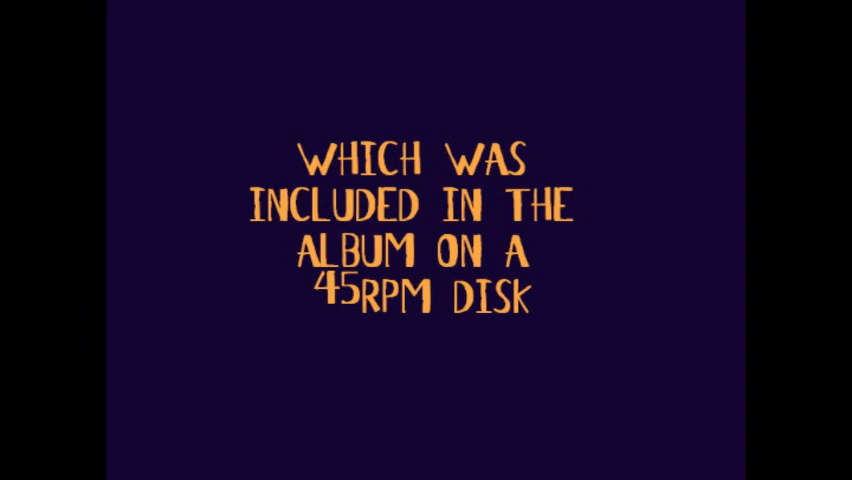 WHICH WAS
INCLUDED IN THE
ALBUM ON A
45RPM DISK